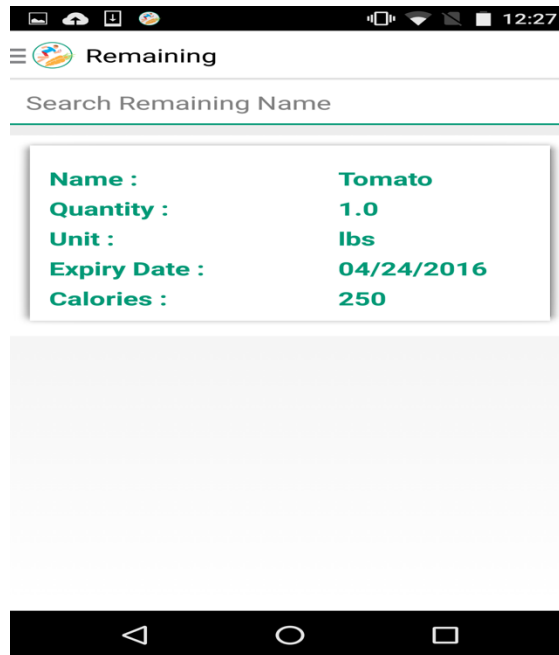 12:27
Remaining
Search Remaining Name
Name : Tomato
Quantity : 1.0
Unit : lbs
Expiry Date : 04/24/2016
Calories : 250